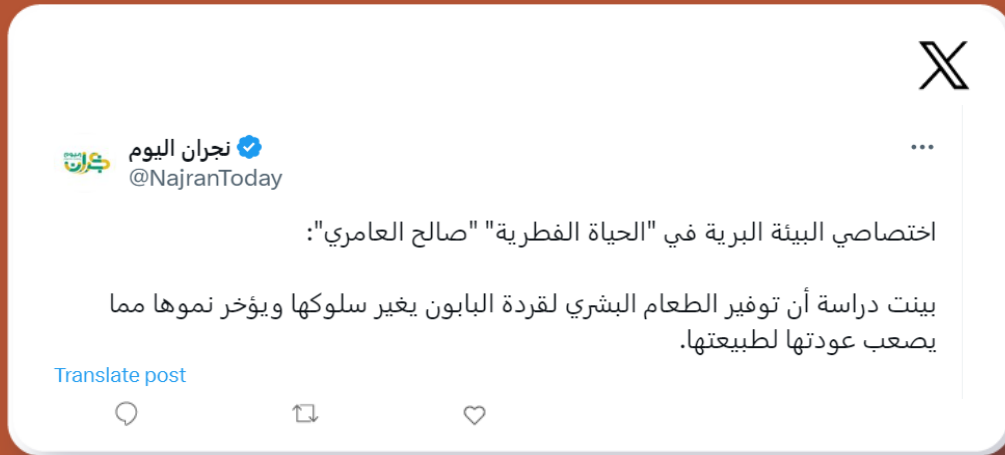 نجران اليوم
@NajranToday
اختصاصي البيئة البرية في "الحياة الفطرية" "صالح العامري":
بينت دراسة أن توفير الطعام البشري لقردة البابون يغير سلوكها ويؤخر نموها مما
يصعب عودتها لطبيعتها.
Translate post